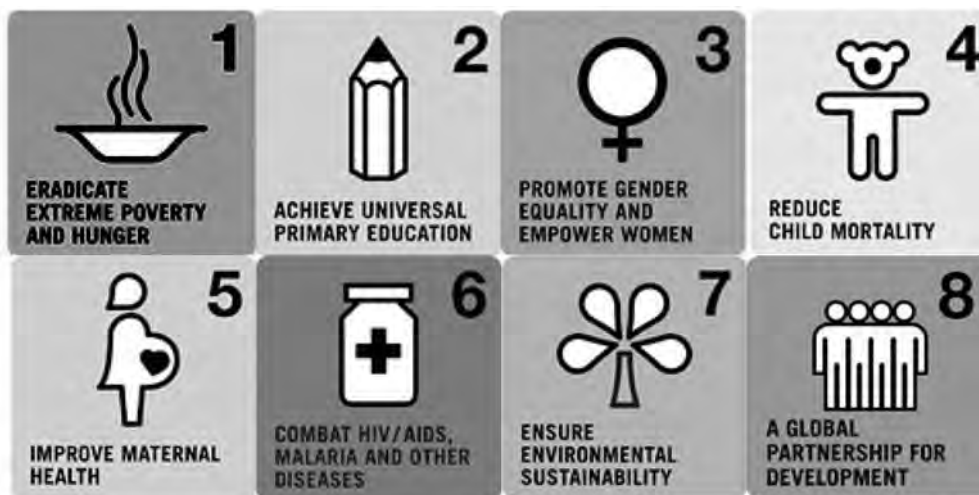 1
ERADICATE
EXTREME POVERTY
AND HUNGER
2
ACHIEVE UNIVERSAL
PRIMARY EDUCATION
3
PROMOTE GENDER
EQUALITY AND
EMPOWER WOMEN
4
REDUCE
CHILD MORTALITY
5
IMPROVE MATERNAL
HEALTH
6
COMBAT HIV/AIDS,
MALARIA AND OTHER
DISEASES
7
ENSURE
ENVIRONMENTAL
SUSTAINABILITY
8
A GLOBAL
PARTNERSHIP FOR
DEVELOPMENT